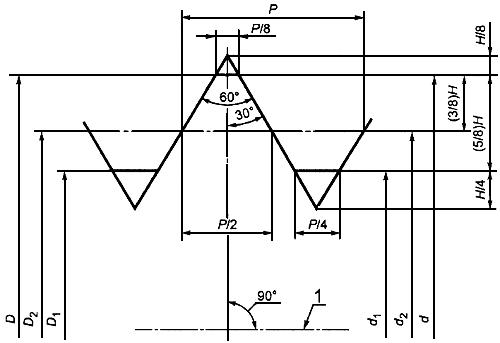 P
P/8
H/8
(3/8)H
(5/8)H
60°
30°
H/4
P/2
P/4
90°
1
D
D2
D1
d1
d2
d